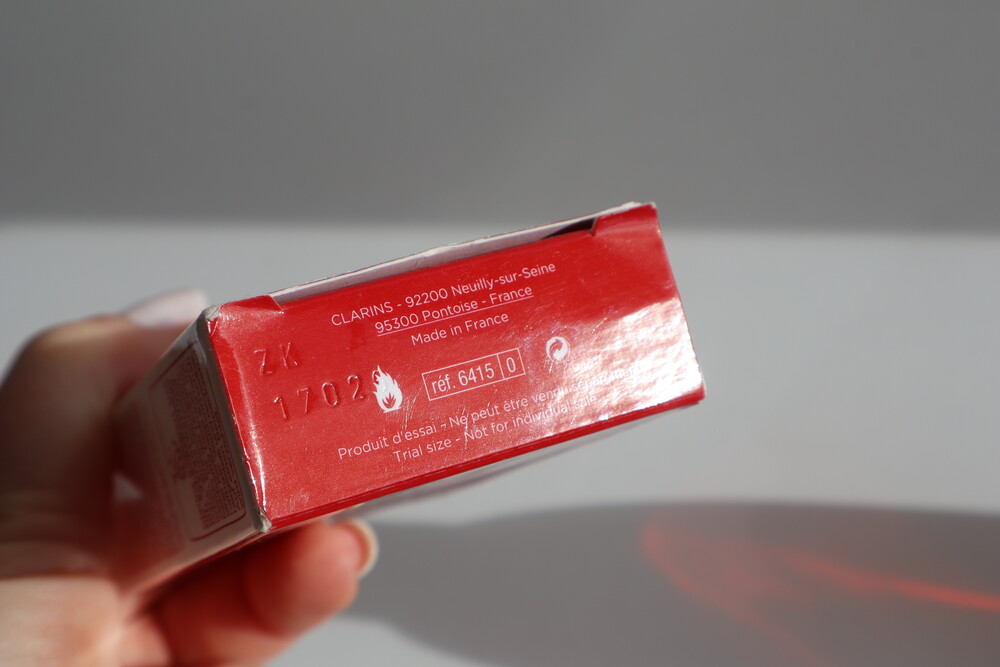 CLARINS - 92200 Neuilly-sur-Seine
95300 Pontoise - France
Made in France
ZK
1702
réf. 6415 0
Produit d'essai - Ne peut être vendu séparément
Trial size - Not for individual sale